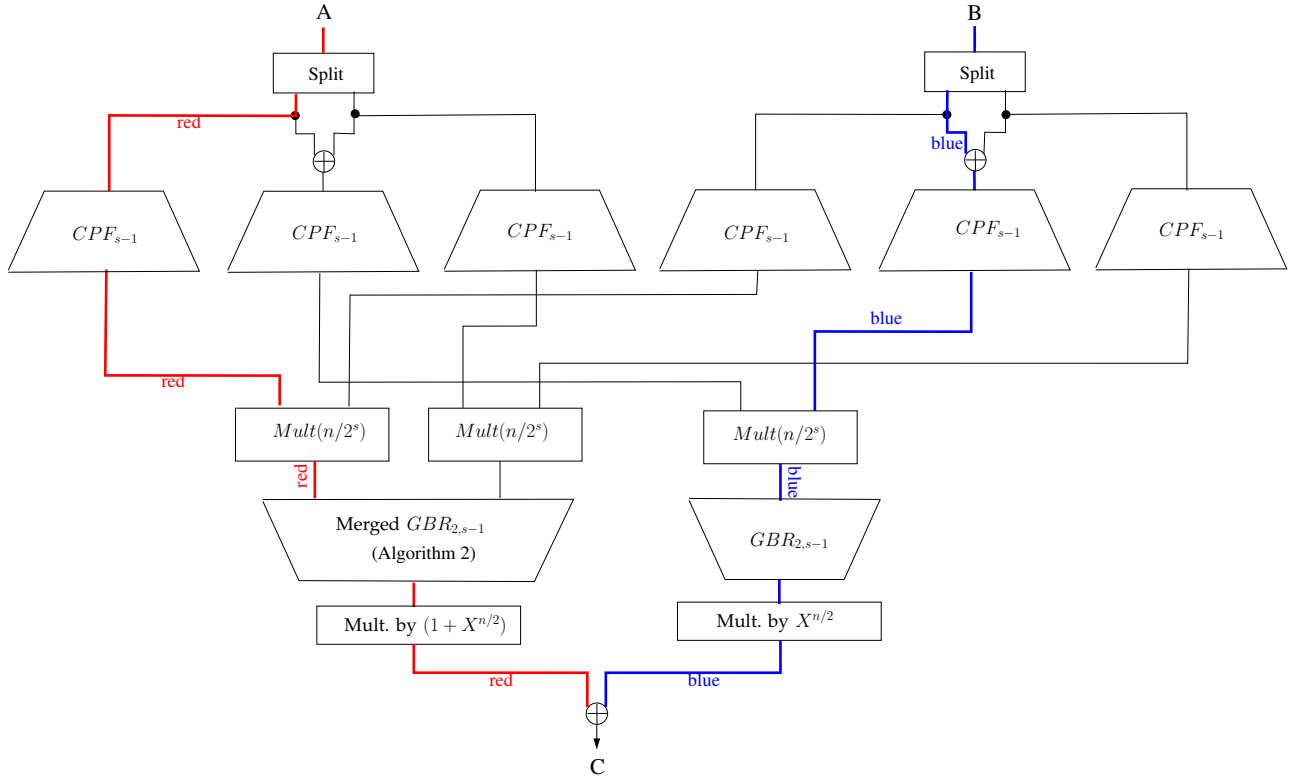 A
B
Split
Split
red
blue
CPF_{s−1}
CPF_{s−1}
CPF_{s−1}
CPF_{s−1}
CPF_{s−1}
CPF_{s−1}
blue
red
Mult(n/2^s)
Mult(n/2^s)
Mult(n/2^s)
red
blue
Merged GBR_{2,s−1}
(Algorithm 2)
GBR_{2,s−1}
Mult. by (1 + X^{n/2})
Mult. by X^{n/2}
red
blue
C